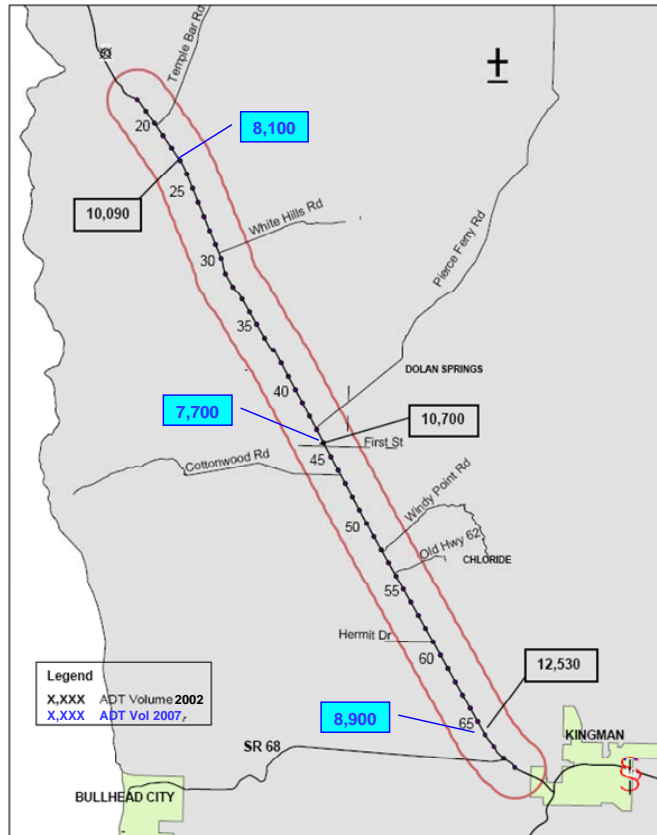 Temple Bar Rd
20
8,100
25
10,090
White Hills Rd
30
Pierce Ferry Rd
35
DOLAN SPRINGS
40
7,700
10,700
First St
45
Cottonwood Rd
Windy Point Rd
50
Old Hwy 62
CHLORIDE
55
Hermit Dr
60
12,530
Legend
X,XXX ADT Volume 2002
X,XXX ADT Vol 2007
8,900
65
KINGMAN
SR 68
BULLHEAD CITY